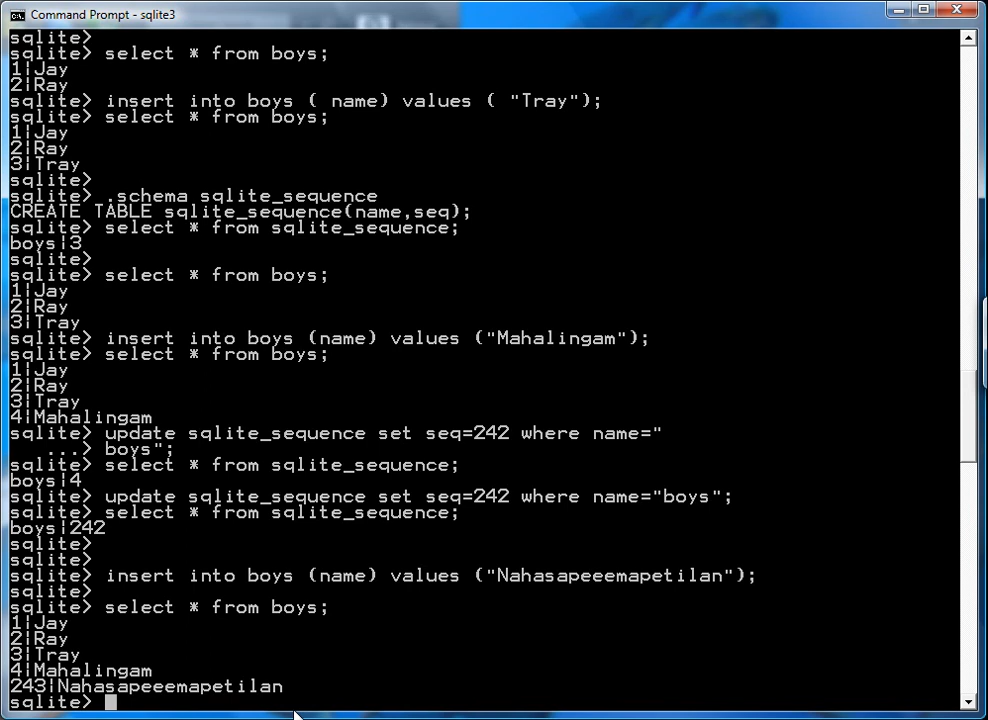 Command Prompt - sqlite3
sqlite>
sqlite> select * from boys;
1|Jay
2|Ray
sqlite> insert into boys ( name) values ( "Tray");
sqlite> select * from boys;
1|Jay
2|Ray
3|Tray
sqlite>
sqlite> .schema sqlite_sequence
CREATE TABLE sqlite_sequence(name,seq);
sqlite> select * from sqlite_sequence;
boys|3
sqlite>
sqlite> select * from boys;
1|Jay
2|Ray
3|Tray
sqlite> insert into boys (name) values ("Mahalingam");
sqlite> select * from boys;
1|Jay
2|Ray
3|Tray
4|Mahalingam
sqlite> update sqlite_sequence set seq=242 where name="
   ...> boys";
sqlite> select * from sqlite_sequence;
boys|4
sqlite> update sqlite_sequence set seq=242 where name="boys";
sqlite> select * from sqlite_sequence;
boys|242
sqlite>
sqlite>
sqlite> insert into boys (name) values ("Nahasapeeemapetilan");
sqlite>
sqlite> select * from boys;
1|Jay
2|Ray
3|Tray
4|Mahalingam
243|Nahasapeeemapetilan
sqlite>